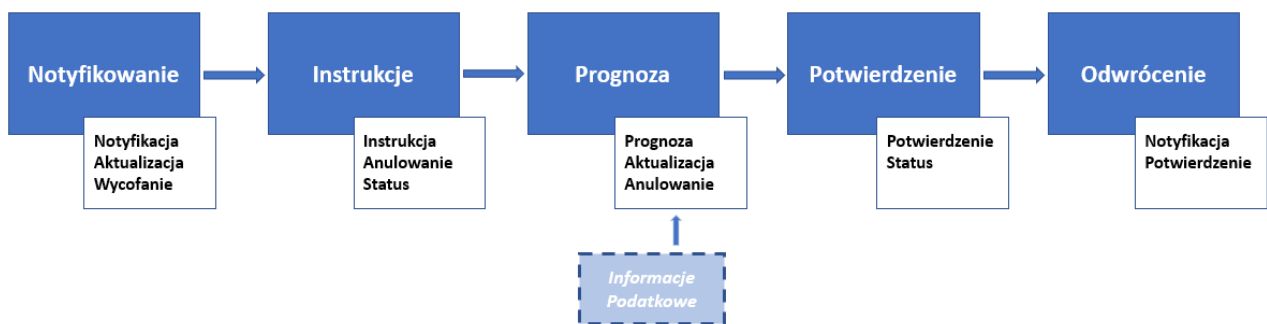 Notyfikowanie
Notyfikacja
Aktualizacja
Wycofanie
Instrukcje
Instrukcja
Anulowanie
Status
Prognoza
Prognoza
Aktualizacja
Anulowanie
Informacje
Podatkowe
Potwierdzenie
Potwierdzenie
Status
Odwrócenie
Notyfikacja
Potwierdzenie